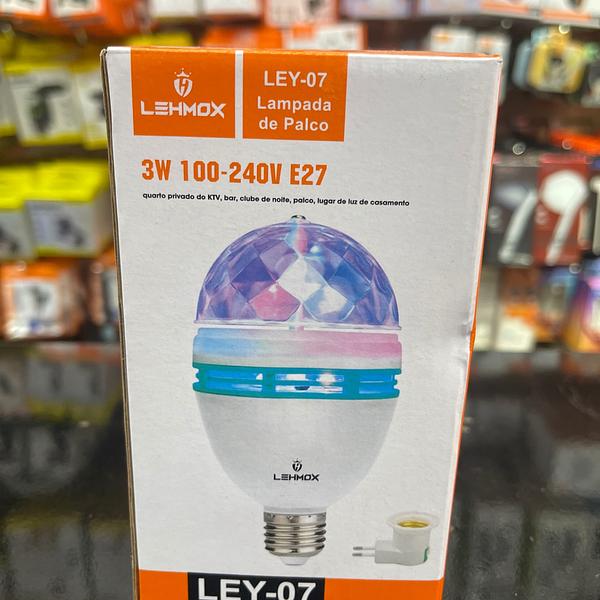 LEHMOX
LEY-07
Lampada
de Palco
3W 100-240V E27
quarto privado do KTV, bar, clube de noite, palco, lugar de luz de casamento
LEHMOX
LEY-07